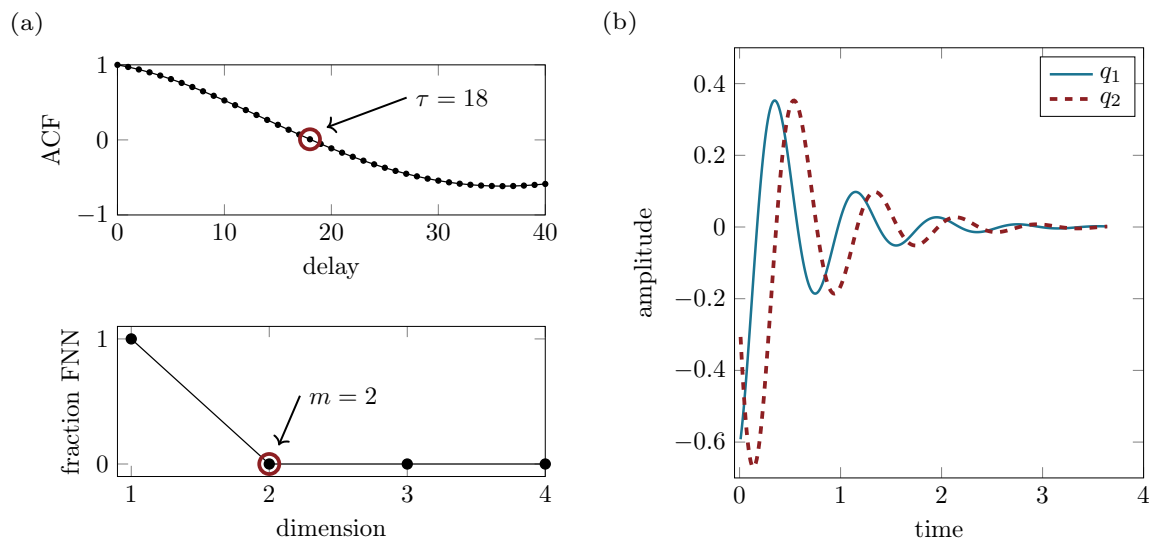 (a)
1
0
−1
ACF
τ = 18
0 10 20 30 40
delay
1
0
fraction FNN
m = 2
1 2 3 4
dimension
(b)
0.4
0.2
0
−0.2
−0.4
−0.6
amplitude
q₁
q₂
0 1 2 3 4
time